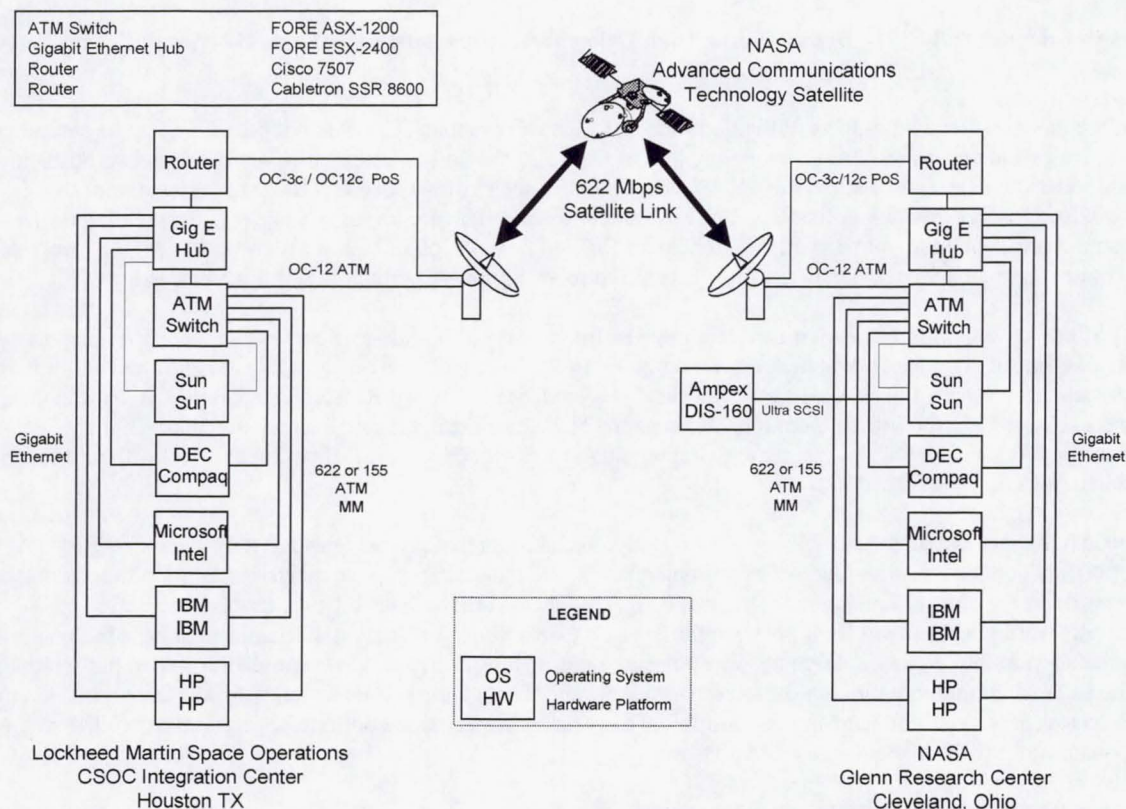 ATM Switch FORE ASX-1200
Gigabit Ethernet Hub FORE ESX-2400
Router Cisco 7507
Router Cabletron SSR 8600
NASA
Advanced Communications
Technology Satellite
622 Mbps
Satellite Link
Router
OC-3c / OC12c PoS
Gig E
Hub
OC-12 ATM
ATM
Switch
Sun
Sun
Gigabit
Ethernet
DEC
Compaq
622 or 155
ATM
MM
Microsoft
Intel
IBM
IBM
HP
HP
Lockheed Martin Space Operations
CSOC Integration Center
Houston TX
LEGEND
OS
HW
Operating System
Hardware Platform
Router
OC-3c/12c PoS
Gig E
Hub
OC-12 ATM
ATM
Switch
Ampex
DIS-160
Ultra SCSI
Sun
Sun
Gigabit
Ethernet
DEC
Compaq
622 or 155
ATM
MM
Microsoft
Intel
IBM
IBM
HP
HP
NASA
Glenn Research Center
Cleveland, Ohio